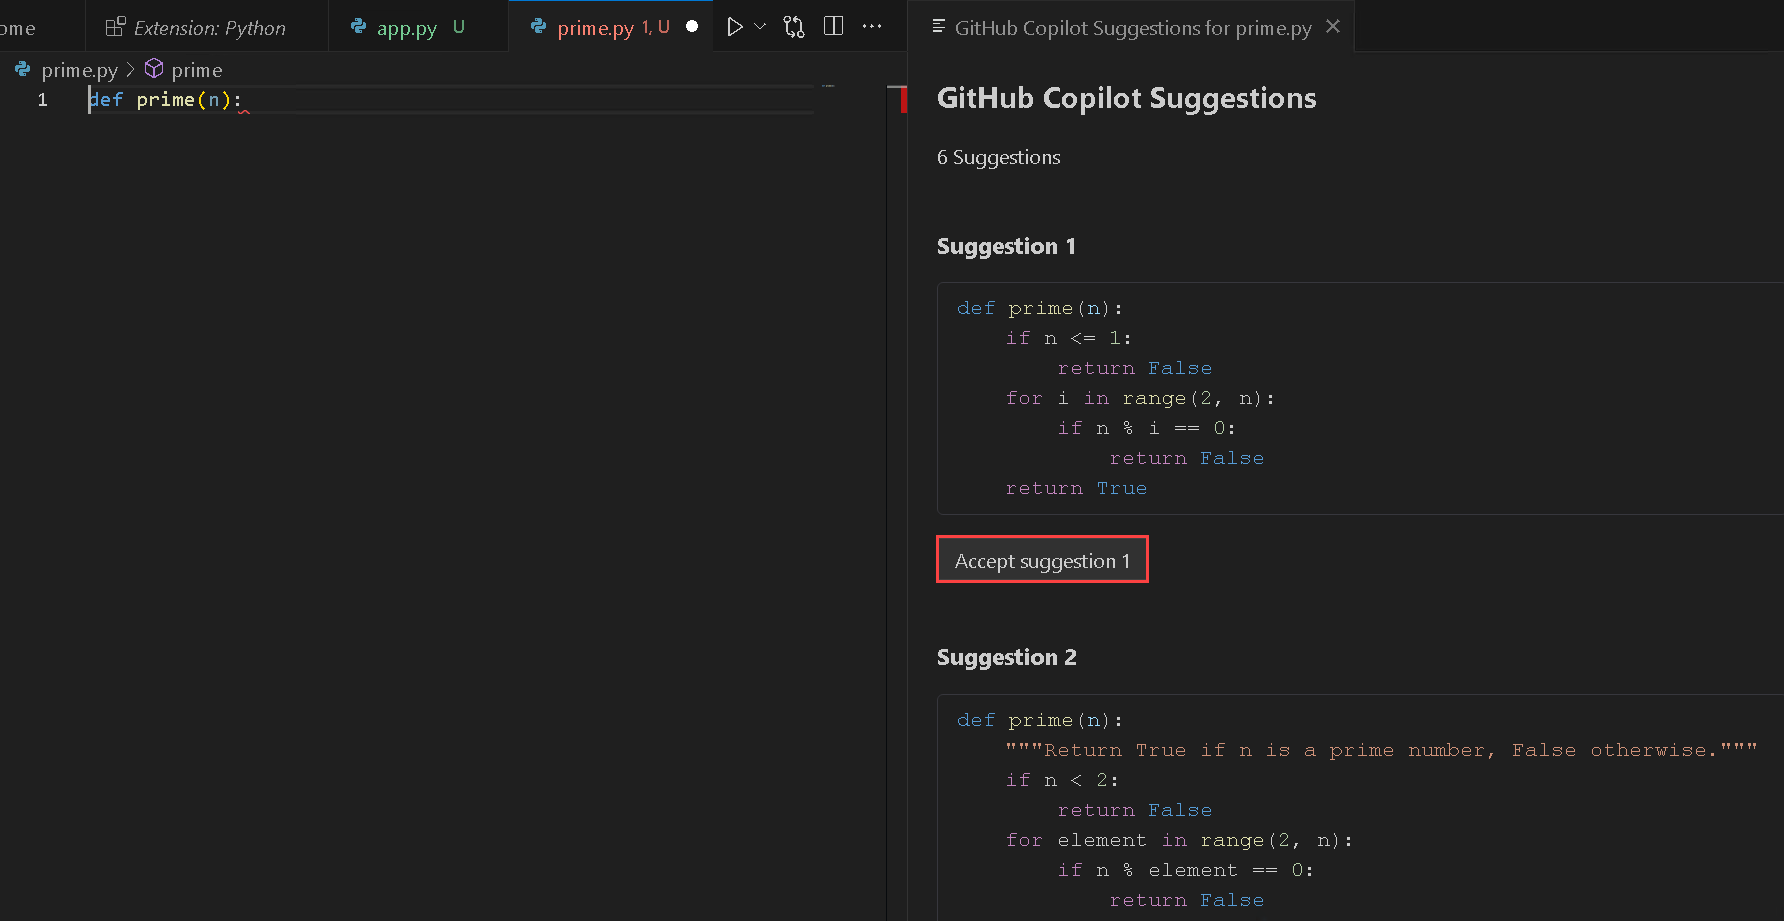 ome
Extension: Python
app.py U
prime.py 1, U
GitHub Copilot Suggestions for prime.py
prime.py > prime
1 def prime(n):
GitHub Copilot Suggestions
6 Suggestions
Suggestion 1
def prime(n):
    if n <= 1:
        return False
    for i in range(2, n):
        if n % i == 0:
            return False
    return True
Accept suggestion 1
Suggestion 2
def prime(n):
    """Return True if n is a prime number, False otherwise."""
    if n < 2:
        return False
    for element in range(2, n):
        if n % element == 0:
            return False